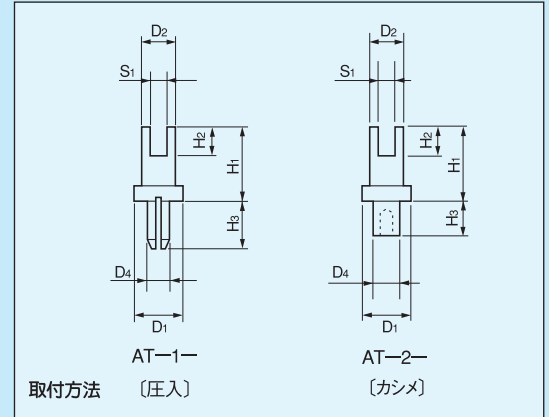 D2 D2
S1 S1
H2 H1 H2 H1
H3 H3
D4 D4
D1 D1
AT－1－ AT－2－
取付方法 〔圧入〕 〔カシメ〕